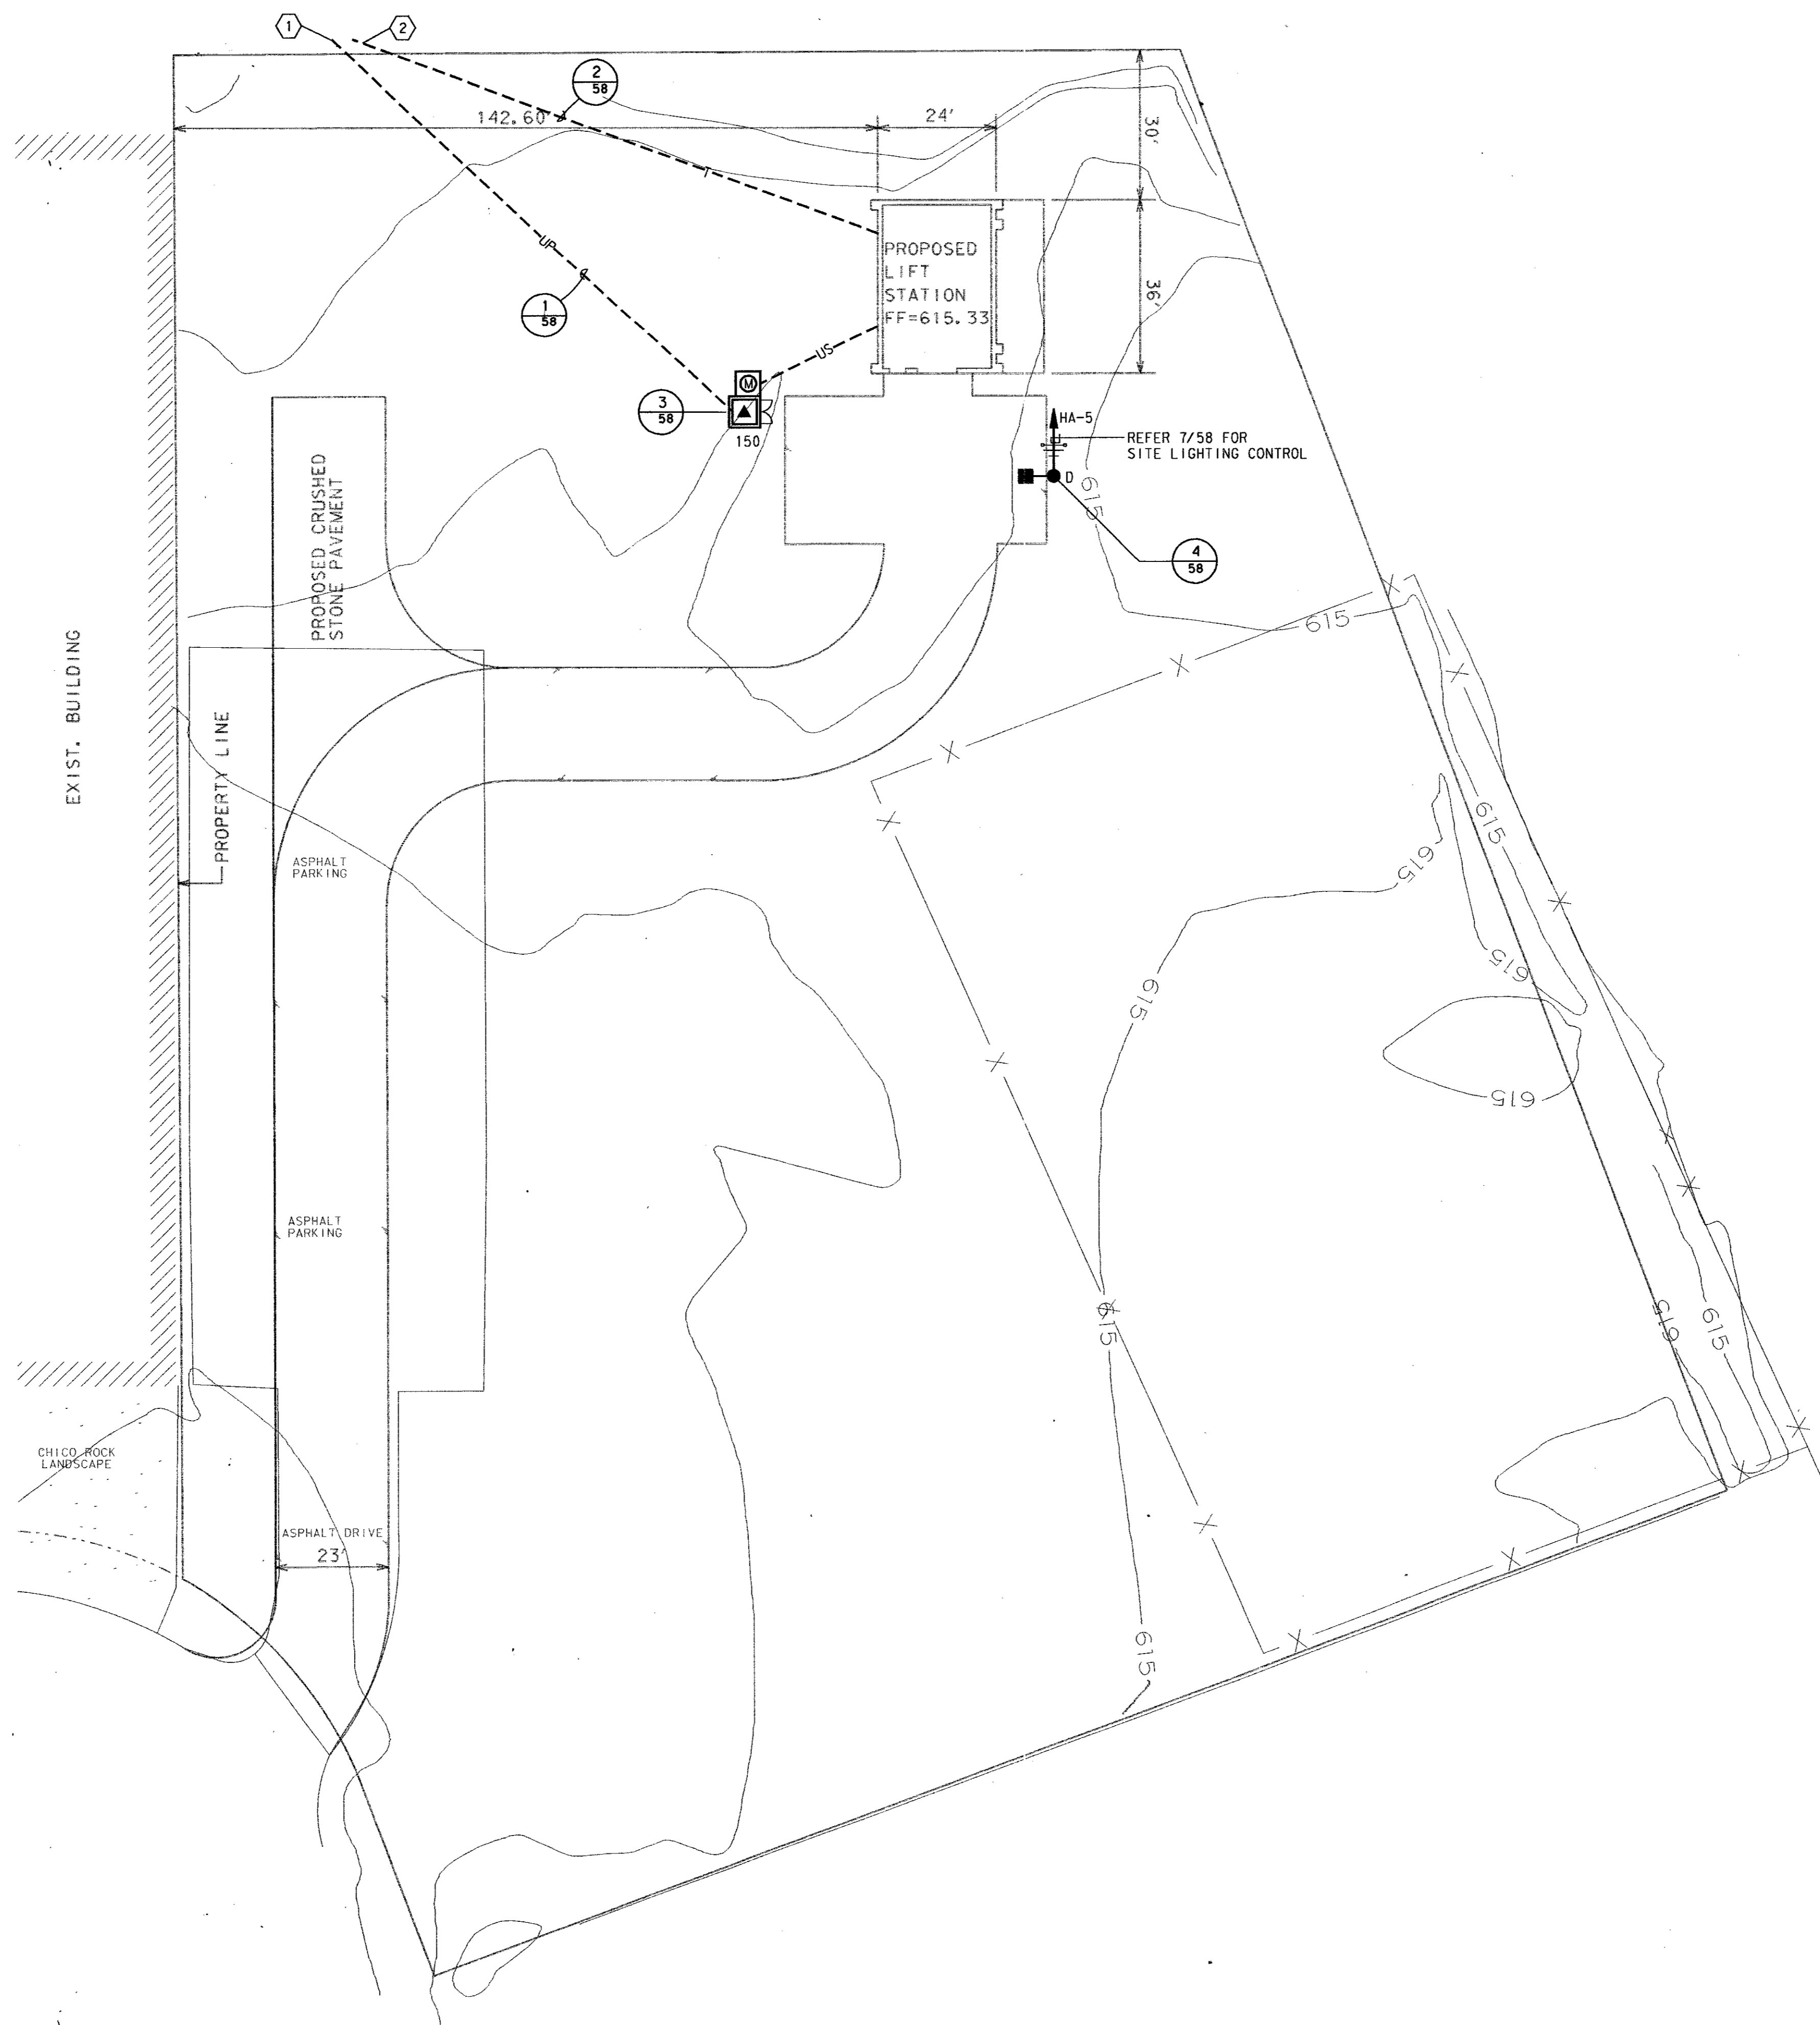 1
2
2
58
142.60'
24'
30'
T
PROPOSED
LIFT
STATION
FF=615.33
UP
36'
1
58
US
M
3
58
150
HA-5
REFER 7/58 FOR
SITE LIGHTING CONTROL
D
615
4
58
PROPOSED CRUSHED
STONE PAVEMENT
615
EXIST. BUILDING
PROPERTY LINE
ASPHALT
PARKING
615
615
615
615
615
ASPHALT
PARKING
615
615
615
CHICO ROCK
LANDSCAPE
ASPHALT DRIVE
23'
615